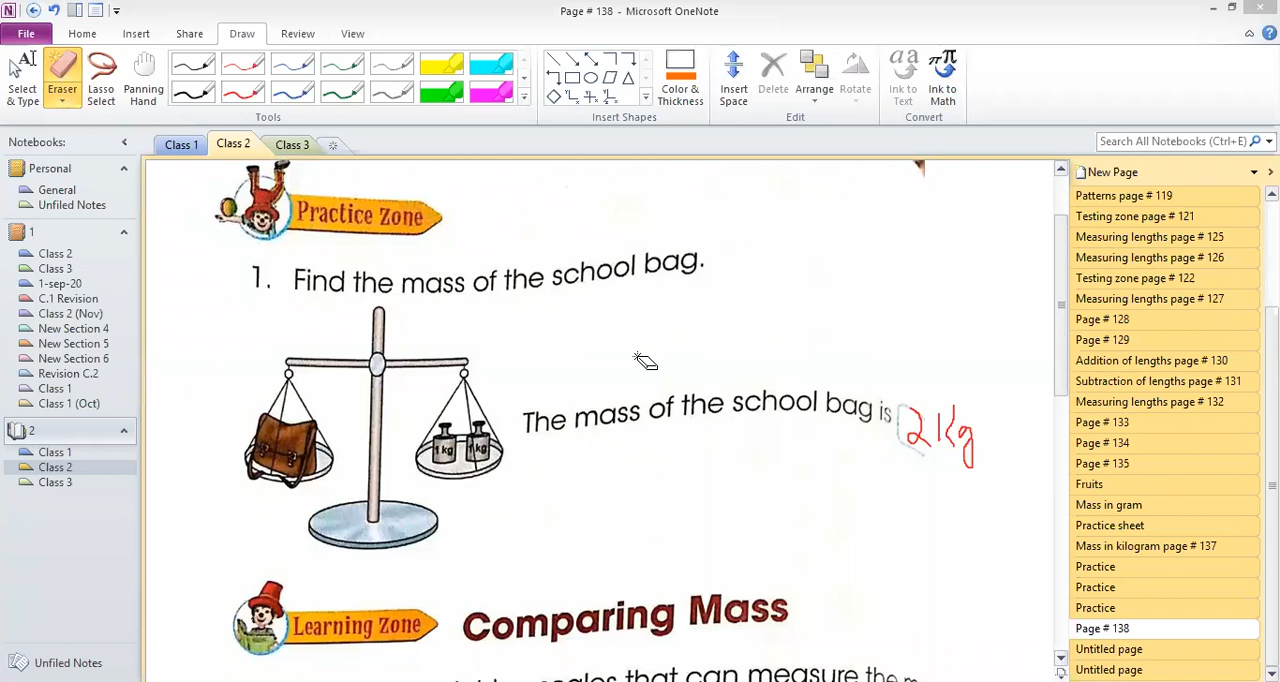 Page # 138 - Microsoft OneNote
File Home Insert Share Draw Review View
Select & Type
Eraser
Lasso Select
Panning Hand
Color & Thickness
Insert Space
Delete
Arrange
Rotate
Ink to Text
Ink to Math
Tools
Insert Shapes
Edit
Convert
Notebooks:
Class 1
Class 2
Class 3
Search All Notebooks (Ctrl+E)
Personal
General
Unfiled Notes
1
Class 2
Class 3
1-sep-20
C.1 Revision
Class 2 (Nov)
New Section 4
New Section 5
New Section 6
Revision C.2
Class 1
Class 1 (Oct)
2
Class 1
Class 2
Class 3
Unfiled Notes
Practice Zone
1. Find the mass of the school bag.
1 kg
1 kg
The mass of the school bag is 2 Kg
Learning Zone
Comparing Mass
scales that can measure the m
New Page
Patterns page # 119
Testing zone page # 121
Measuring lengths page # 125
Measuring lengths page # 126
Testing zone page # 122
Measuring lengths page # 127
Page # 128
Page # 129
Addition of lengths page # 130
Subtraction of lengths page # 131
Measuring lengths page # 132
Page # 133
Page # 134
Page # 135
Fruits
Mass in gram
Practice sheet
Mass in kilogram page # 137
Practice
Practice
Practice
Page # 138
Untitled page
Untitled page